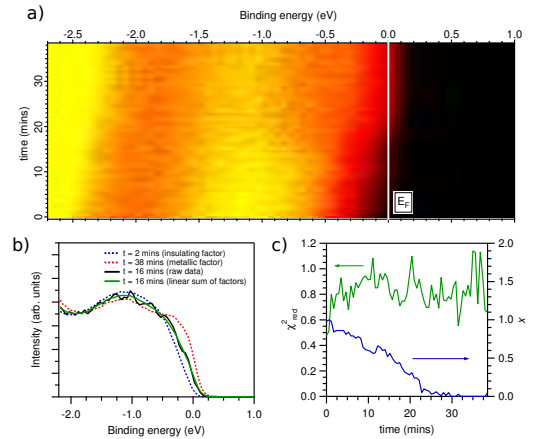 a)
Binding energy (eV)
-2.5 -2.0 -1.5 -1.0 -0.5 0.0 0.5 1.0
time (mins)
30
20
10
0
E_F
b)
Intensity (arb. units)
t = 2 mins (insulating factor)
t = 38 mins (metallic factor)
t = 16 mins (raw data)
t = 16 mins (linear sum of factors)
-2.0 -1.0 0.0 1.0
Binding energy (eV)
c)
χ²red
1.2
1.0
0.8
0.6
0.4
0.2
0.0
2.0
1.5
1.0
0.5
0.0
x
0 10 20 30
time (mins)